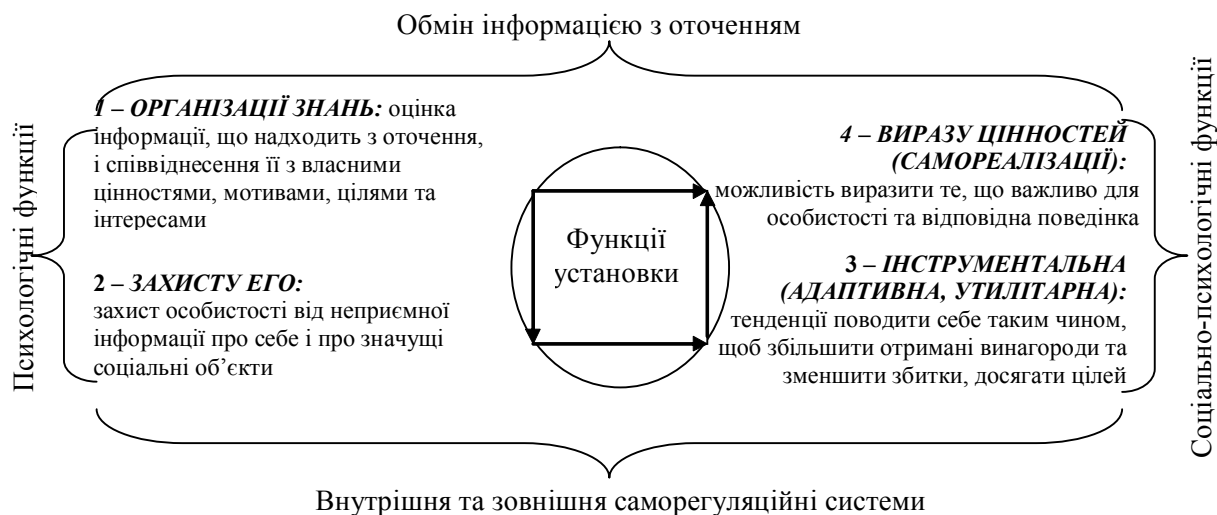 Обмін інформацією з оточенням
Психологічні функції
1 – ОРГАНІЗАЦІЇ ЗНАНЬ: оцінка
інформації, що надходить з оточення,
і співвіднесення її з власними
цінностями, мотивами, цілями та
інтересами
2 – ЗАХИСТУ ЕГО:
захист особистості від неприємної
інформації про себе і про значущі
соціальні об’єкти
Функції
установки
4 – ВИРАЗУ ЦІННОСТЕЙ
(САМОРЕАЛІЗАЦІЇ):
можливість виразити те, що важливо для
особистості та відповідна поведінка
3 – ІНСТРУМЕНТАЛЬНА
(АДАПТИВНА, УТИЛІТАРНА):
тенденції поводити себе таким чином,
щоб збільшити отримані винагороди та
зменшити збитки, досягати цілей
Соціально-психологічні функції
Внутрішня та зовнішня саморегуляційні системи